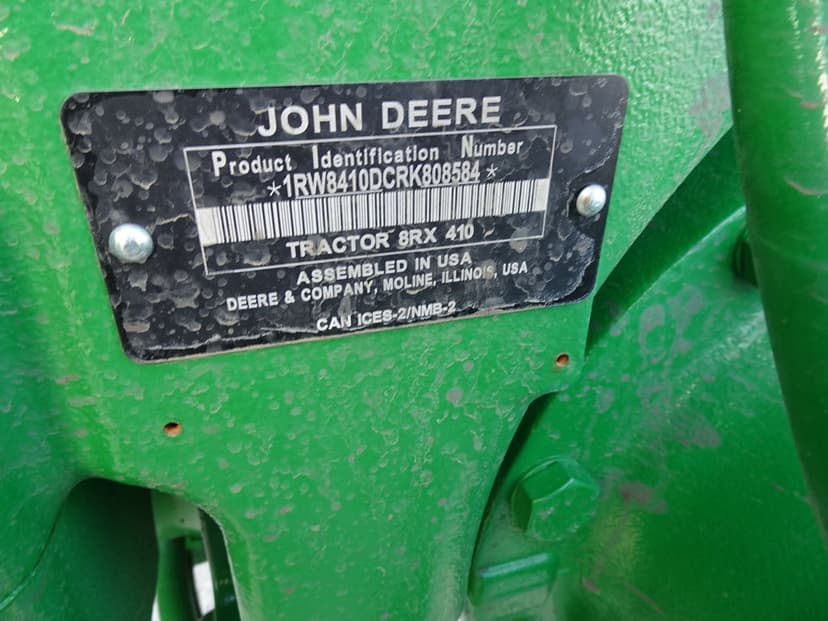 JOHN DEERE
Product Identification Number
*1RW8410DCRK808584*
TRACTOR 8RX 410
ASSEMBLED IN USA
DEERE & COMPANY, MOLINE, ILLINOIS, USA
CAN ICES-2/NMB-2